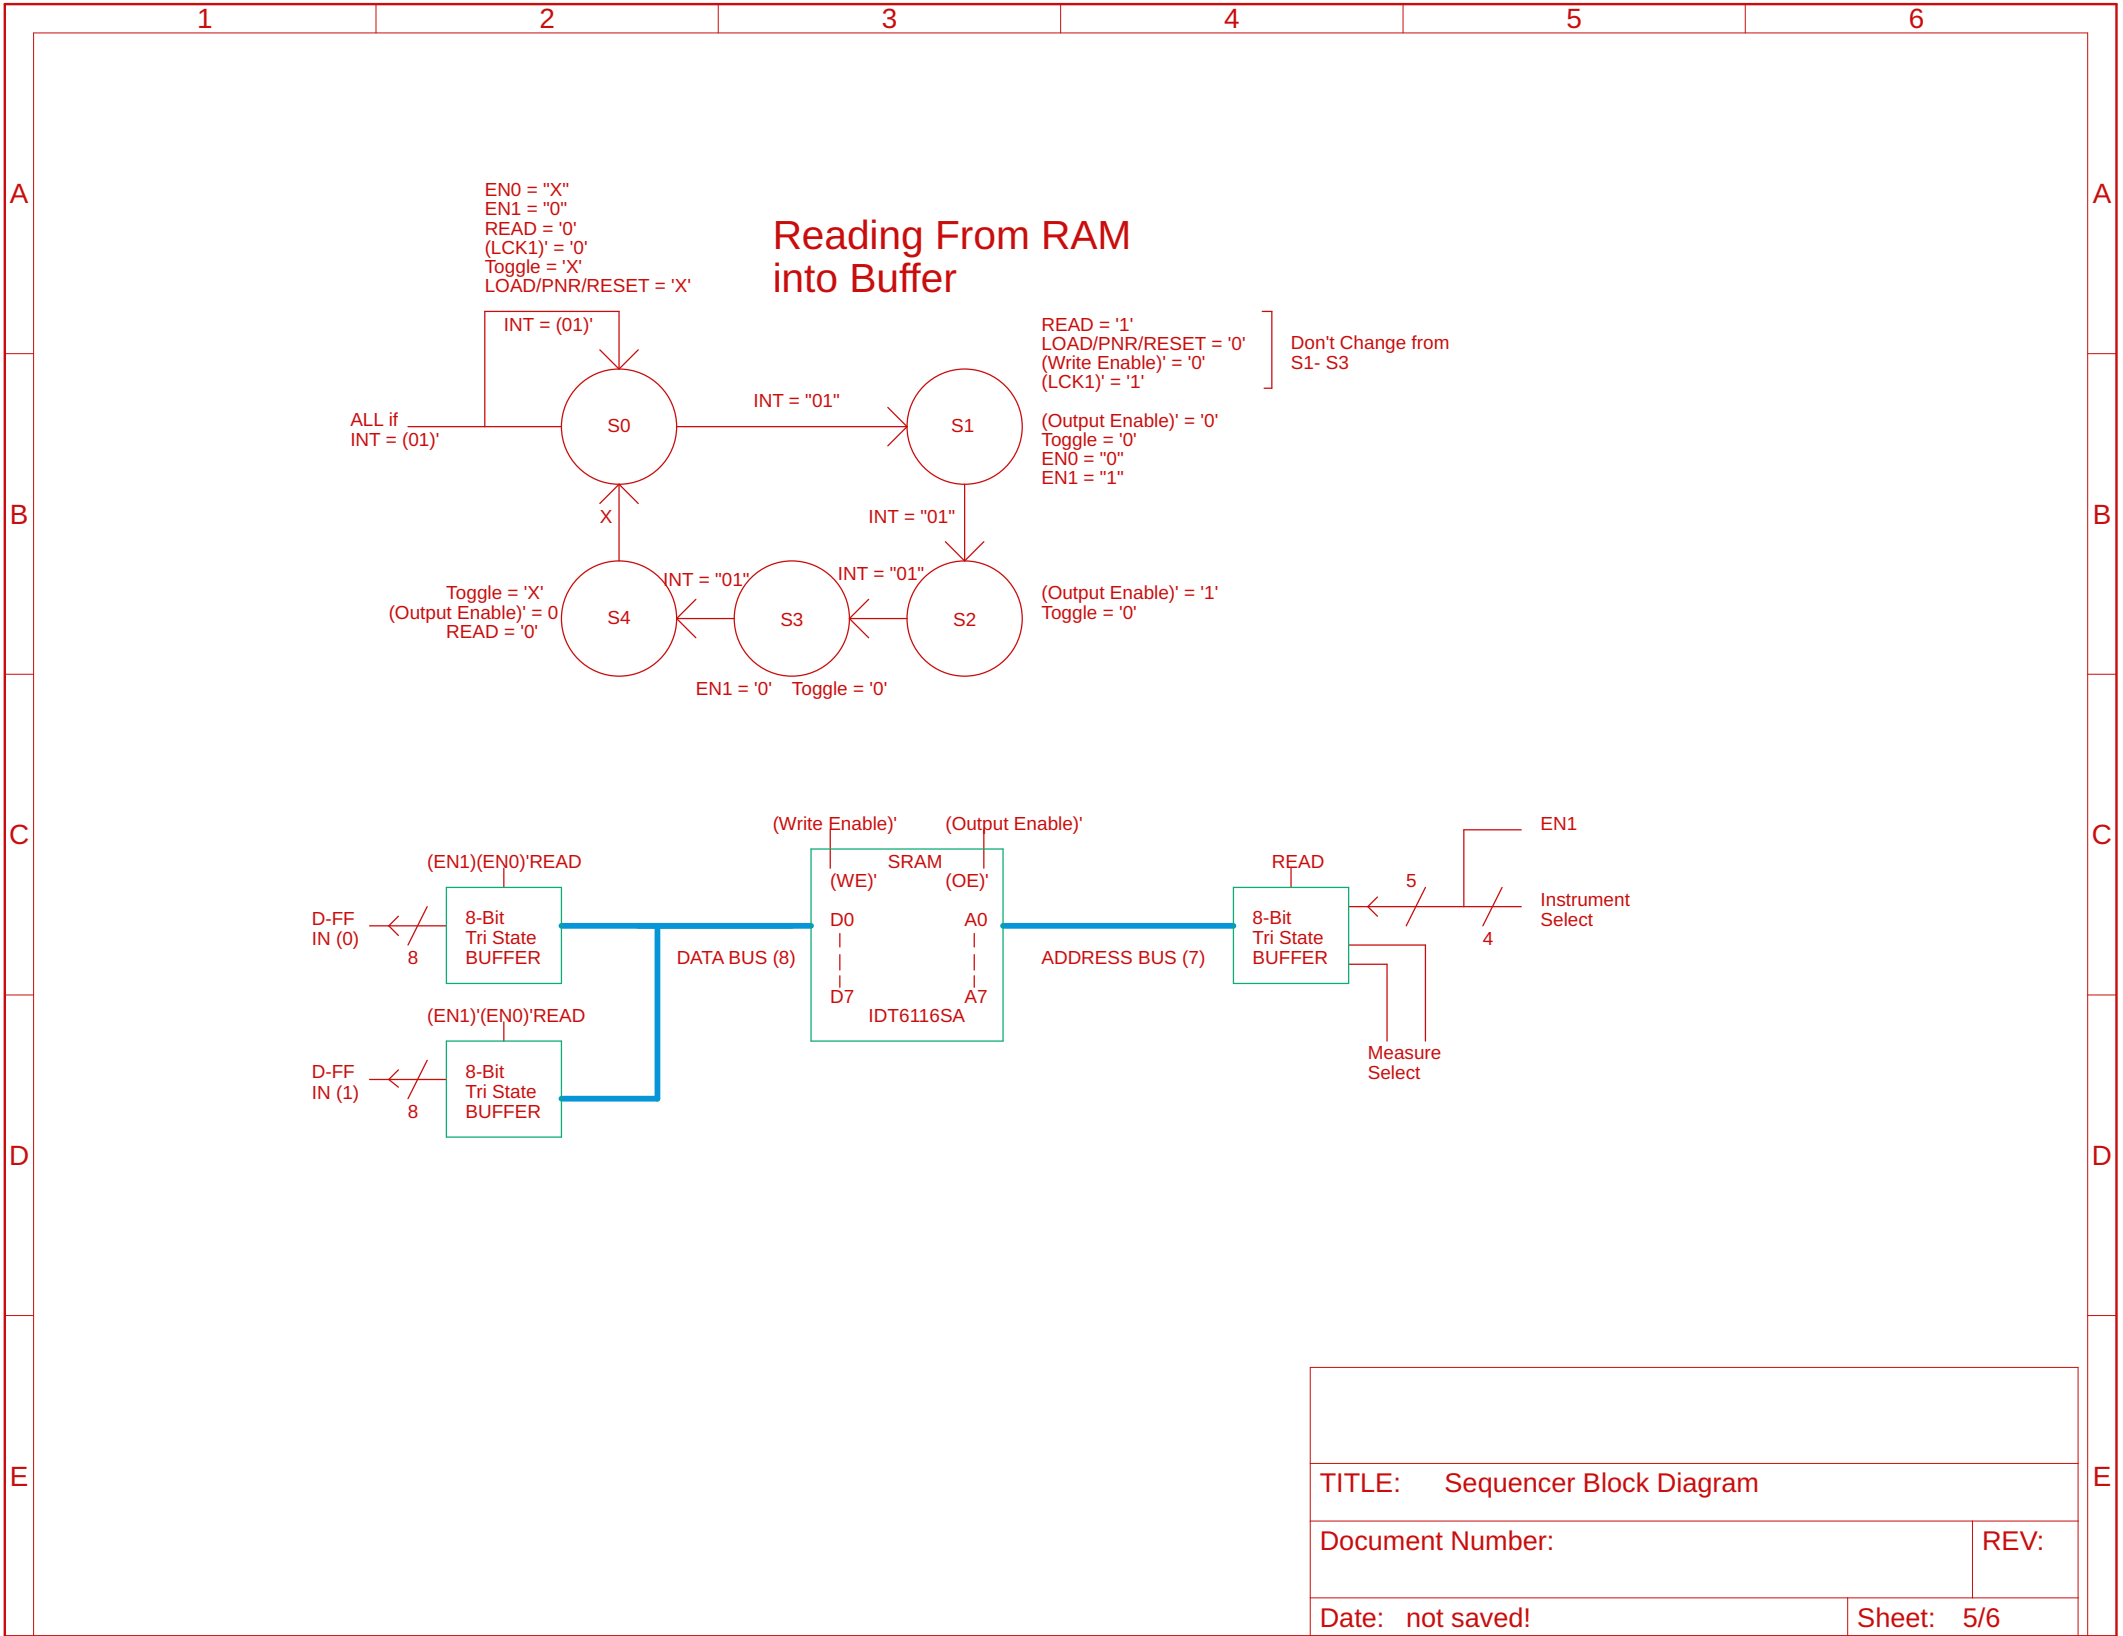 1 2 3 4 5 6
A A
EN0 = "X"
EN1 = "0"
READ = '0'
(LCK1)' = '0'
Toggle = 'X'
LOAD/PNR/RESET = 'X'
Reading From RAM
into Buffer
INT = (01)'
READ = '1'
LOAD/PNR/RESET = '0'
(Write Enable)' = '0'
(LCK1)' = '1'
Don't Change from
S1- S3
ALL if
INT = (01)'
S0
INT = "01"
S1
(Output Enable)' = '0'
Toggle = '0'
EN0 = "0"
EN1 = "1"
B B
X
INT = "01"
Toggle = 'X'
(Output Enable)' = 0
READ = '0'
S4
INT = "01"
S3
INT = "01"
S2
(Output Enable)' = '1'
Toggle = '0'
EN1 = '0' Toggle = '0'
C C
(Write Enable)' (Output Enable)'
EN1
(EN1)(EN0)'READ
SRAM
(WE)' (OE)'
READ
5
Instrument
Select
4
D-FF
IN (0)
8
8-Bit
Tri State
BUFFER
DATA BUS (8)
D0 A0
D7 A7
IDT6116SA
ADDRESS BUS (7)
8-Bit
Tri State
BUFFER
(EN1)'(EN0)'READ
D-FF
IN (1)
8
8-Bit
Tri State
BUFFER
Measure
Select
D D
E E
TITLE: Sequencer Block Diagram
Document Number: REV:
Date: not saved! Sheet: 5/6